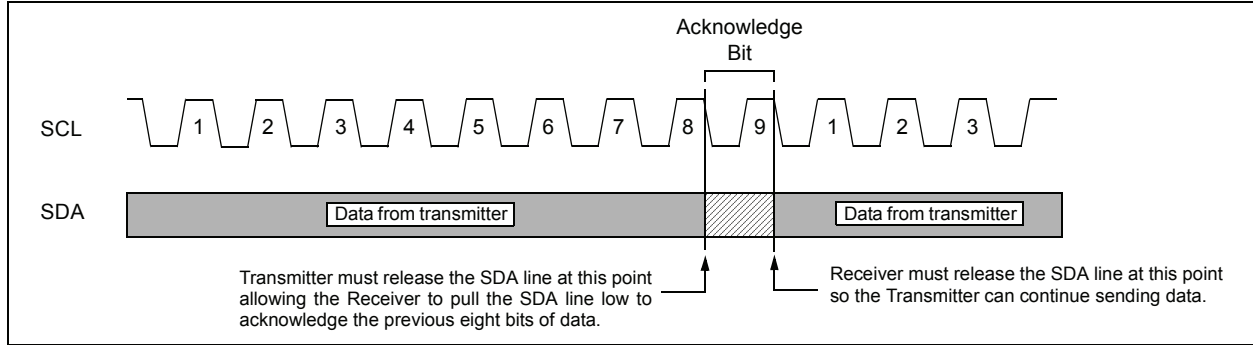 Acknowledge
Bit
SCL
1 2 3 4 5 6 7 8 9 1 2 3
SDA
Data from transmitter Data from transmitter
Transmitter must release the SDA line at this point
allowing the Receiver to pull the SDA line low to
acknowledge the previous eight bits of data.
Receiver must release the SDA line at this point
so the Transmitter can continue sending data.